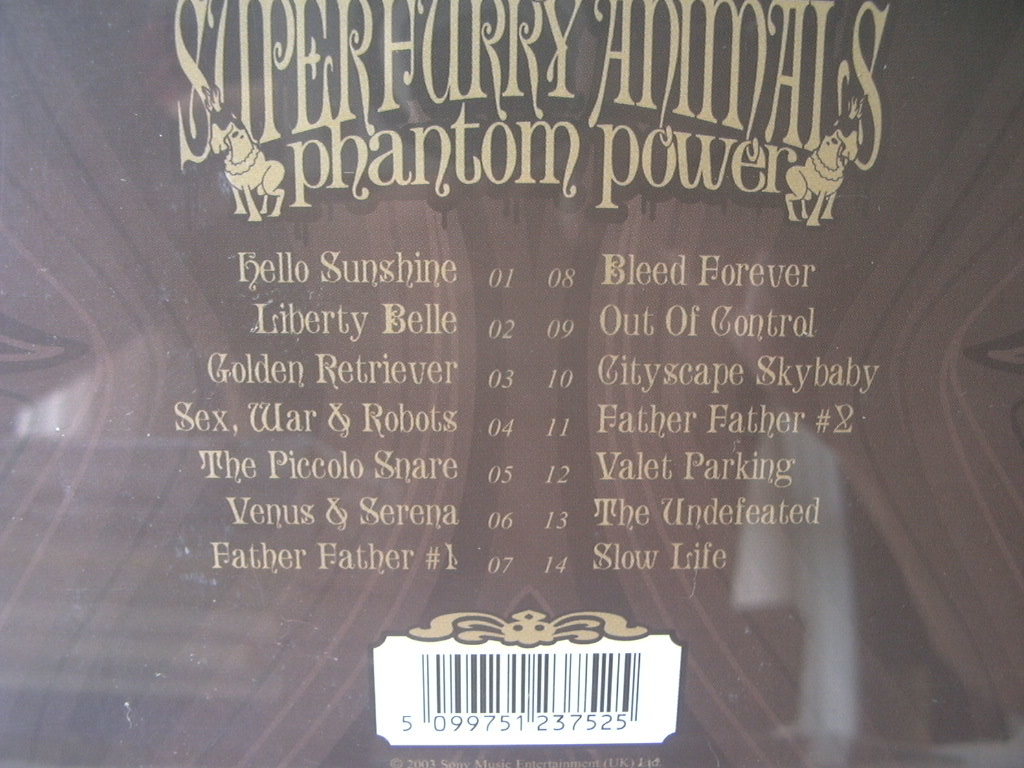 SUPER FURRY ANIMALS
phantom power
Hello Sunshine 01
Liberty Belle 02
Golden Retriever 03
Sex, War & Robots 04
The Piccolo Snare 05
Venus & Serena 06
Father Father #1 07
08 Bleed Forever
09 Out Of Control
10 Cityscape Skybaby
11 Father Father #2
12 Valet Parking
13 The Undefeated
14 Slow Life
5 099751 237525
© 2003 Sony Music Entertainment (UK) Ltd.